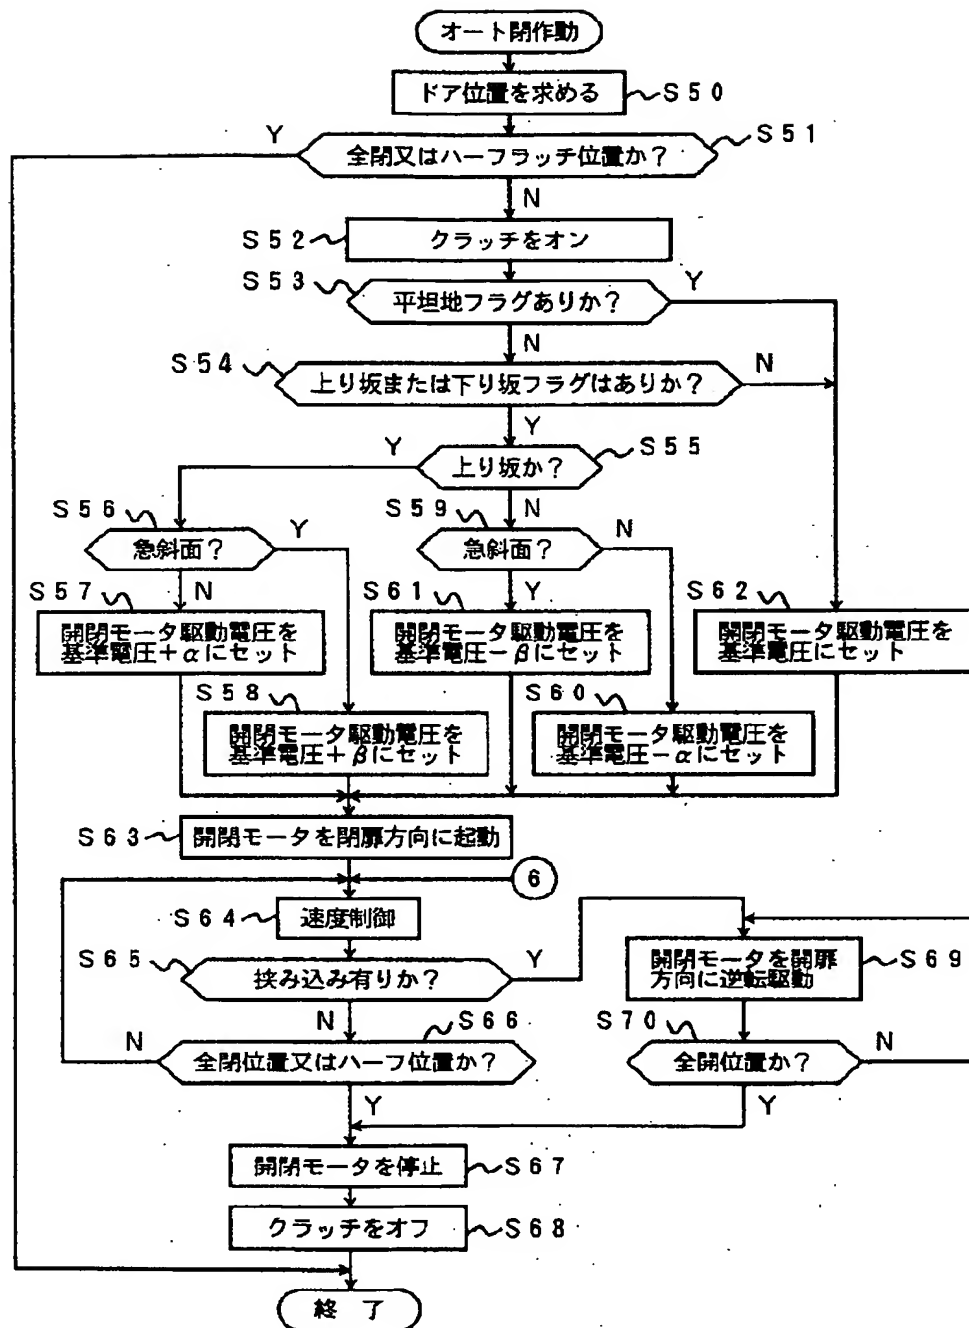 オート閉作動
ドア位置を求める
S50
Y
S51
全閉又はハーフラッチ位置か?
N
S52
クラッチをオン
S53
Y
平坦地フラグありか?
N
S54
N
上り坂または下り坂フラグはありか?
Y
Y
S55
上り坂か?
S56
Y
S59
N
N
急斜面?
急斜面?
S57
N
S61
Y
S62
開閉モータ駆動電圧を
基準電圧+αにセット
開閉モータ駆動電圧を
基準電圧-βにセット
開閉モータ駆動電圧を
基準電圧にセット
S58
S60
開閉モータ駆動電圧を
基準電圧+βにセット
開閉モータ駆動電圧を
基準電圧-αにセット
S63
開閉モータを閉扉方向に起動
6
S64
速度制御
S65
Y
挟み込み有りか?
開閉モータを開扉
方向に逆転駆動
S69
N
S66
S70
N
全閉位置又はハーフ位置か?
全開位置か?
N
Y
Y
開閉モータを停止
S67
クラッチをオフ
S68
終 了